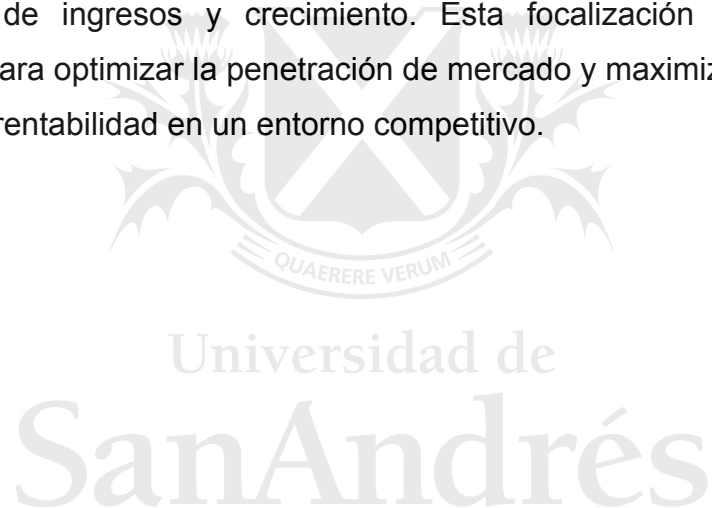 de ingresos y crecimiento. Esta focalización
para optimizar la penetración de mercado y maximiz
rentabilidad en un entorno competitivo.
QUAERERE VERUM
Universidad de
SanAndrés